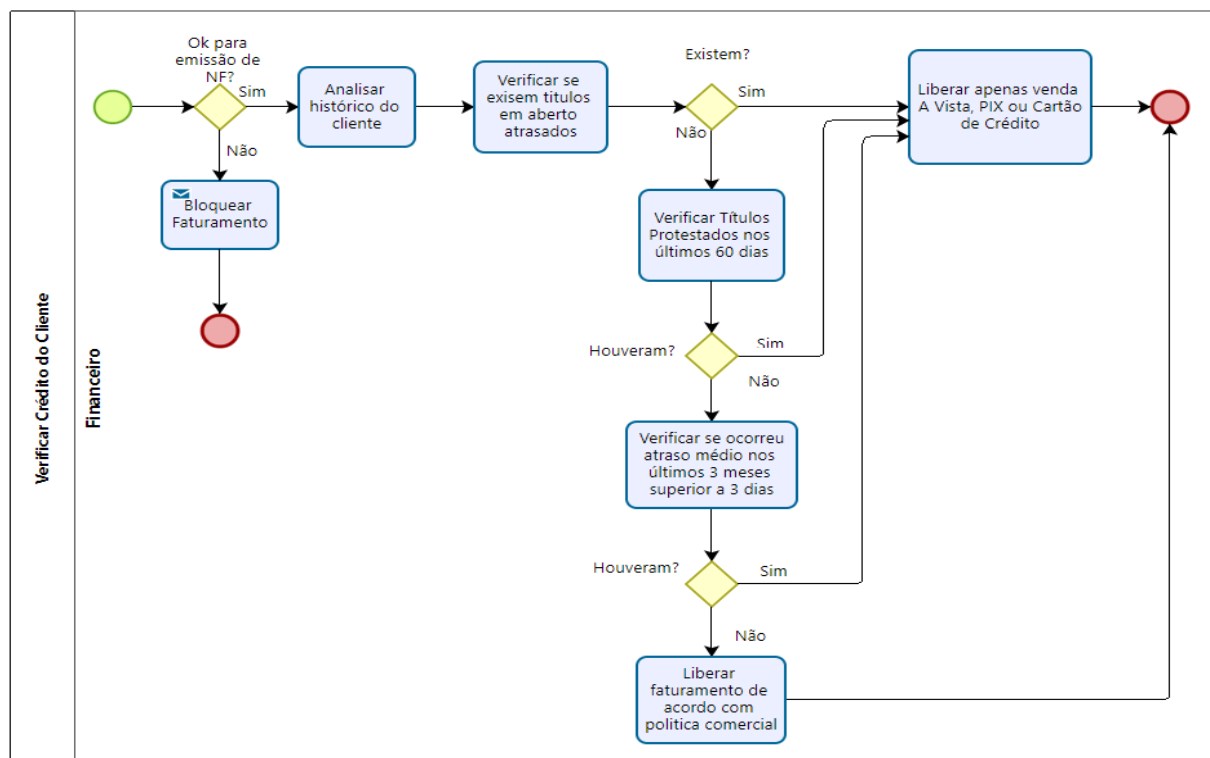 Verificar Crédito do Cliente
Financeiro
Ok para
emissão de
NF?
Sim
Não
Bloquear
Faturamento
Analisar
histórico do
cliente
Verificar se
exisem titulos
em aberto
atrasados
Existem?
Sim
Não
Liberar apenas venda
A Vista, PIX ou Cartão
de Crédito
Verificar Títulos
Protestados nos
últimos 60 dias
Houveram?
Sim
Não
Verificar se ocorreu
atraso médio nos
últimos 3 meses
superior a 3 dias
Houveram?
Sim
Não
Liberar
faturamento de
acordo com
politica comercial